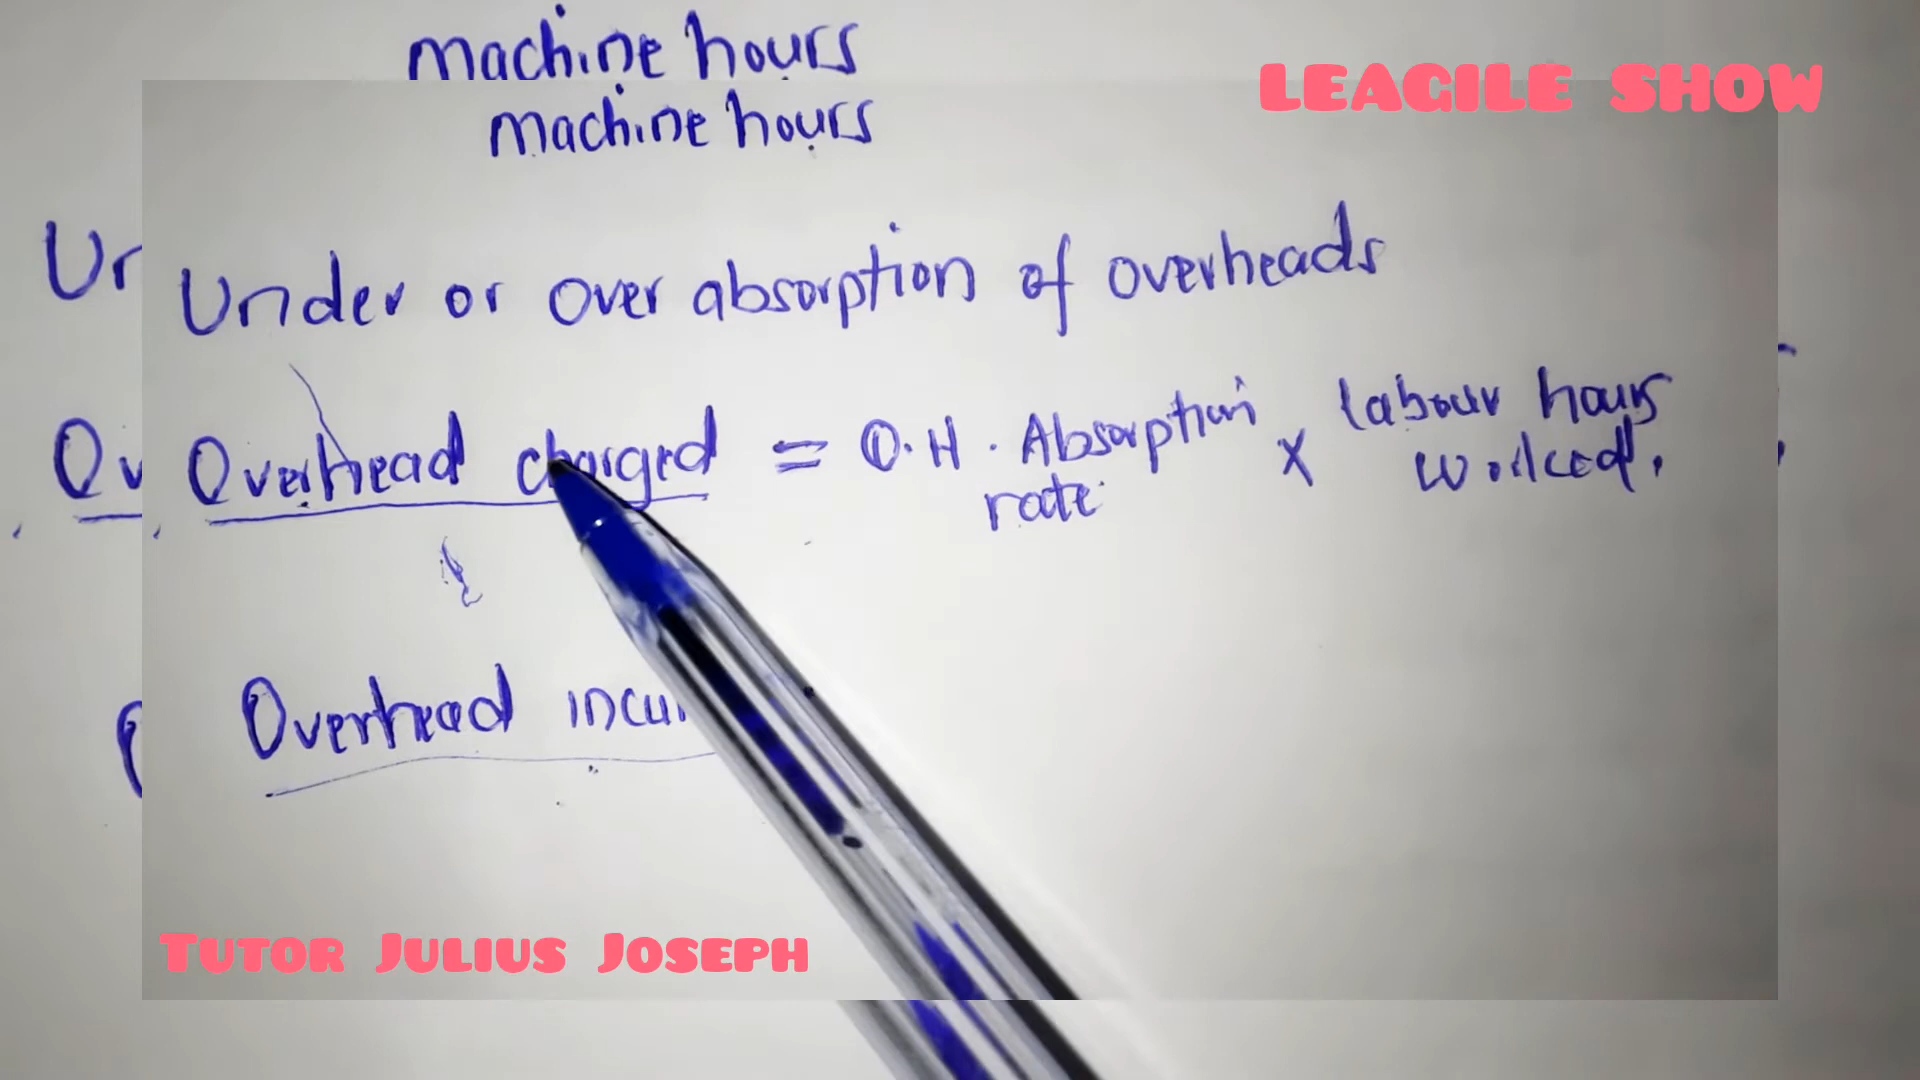 machine hours
LEAGILE SHOW
machine hours
Under or over absorption of overheads
Overhead charged = O.H. Absorption rate x labour hours worked.
Overhead
TUTOR JULIUS JOSEPH